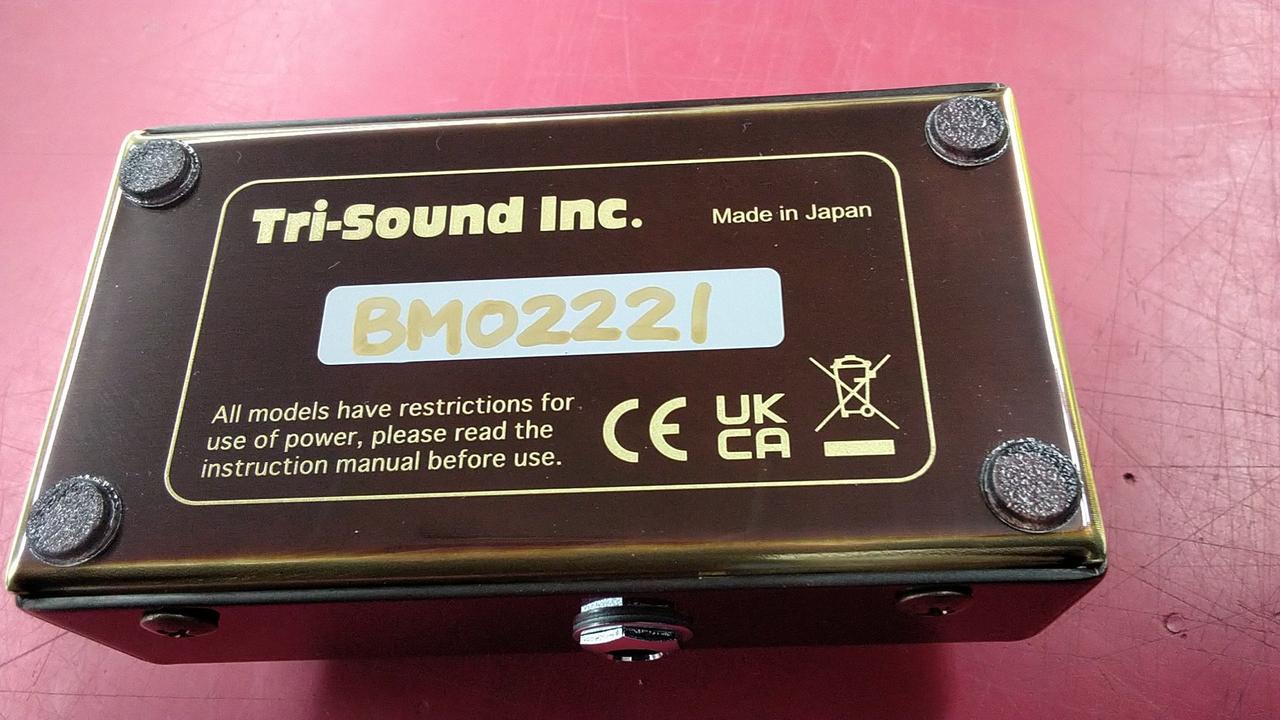 Tri-Sound Inc.
Made in Japan
BM02221
All models have restrictions for
use of power, please read the
instruction manual before use.
CE
UK
CA